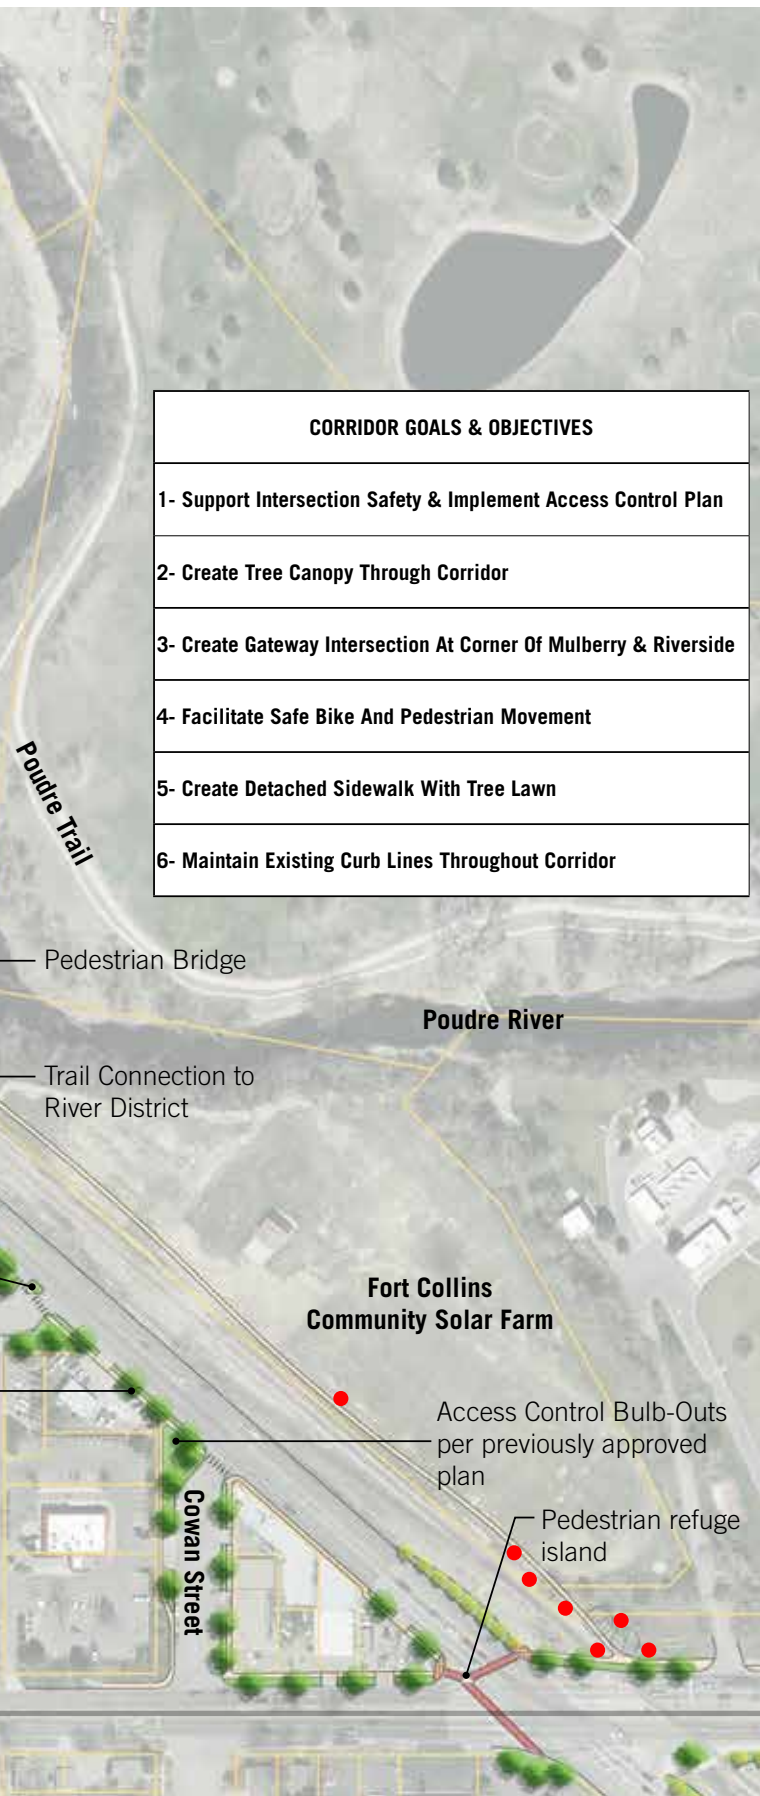 CORRIDOR GOALS & OBJECTIVES
1- Support Intersection Safety & Implement Access Control Plan
2- Create Tree Canopy Through Corridor
3- Create Gateway Intersection At Corner Of Mulberry & Riverside
4- Facilitate Safe Bike And Pedestrian Movement
5- Create Detached Sidewalk With Tree Lawn
6- Maintain Existing Curb Lines Throughout Corridor
Poudre Trail
Pedestrian Bridge
Poudre River
Trail Connection to
River District
Fort Collins
Community Solar Farm
Access Control Bulb-Outs
per previously approved
plan
Cowan Street
Pedestrian refuge
island